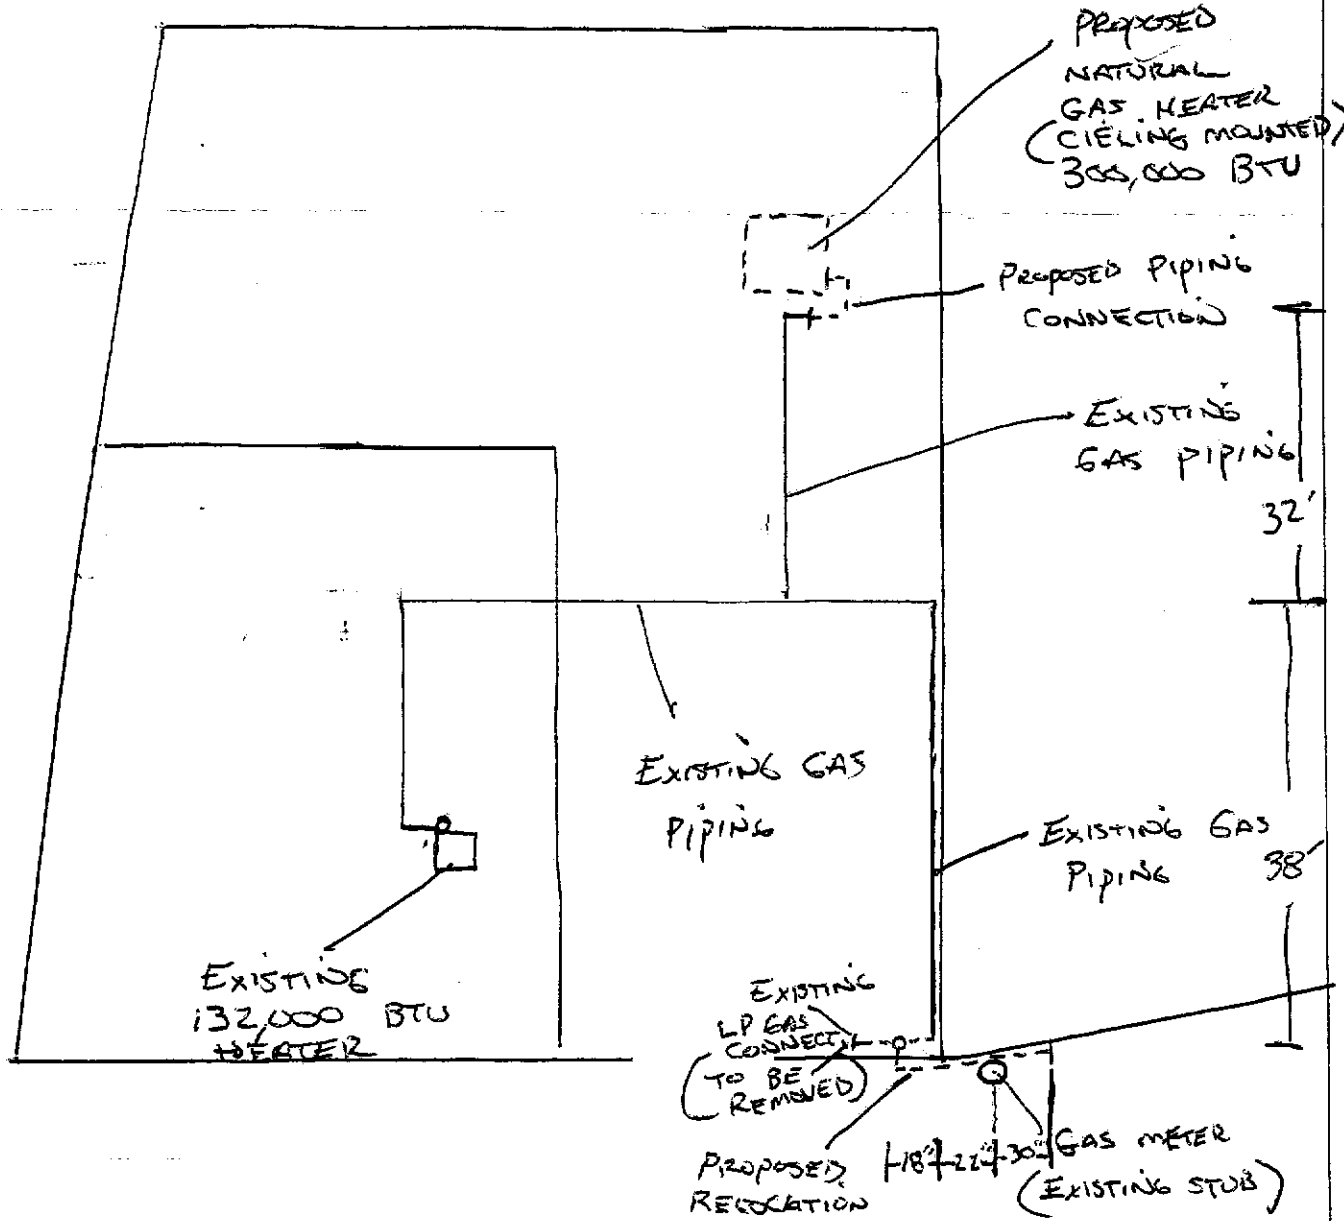 PROPOSED
NATURAL
GAS HEATER
(CIELING MOUNTED)
300,000 BTU
PROPOSED PIPING
CONNECTION
EXISTING
GAS PIPING
32'
EXISTING GAS
PIPING
EXISTING GAS
PIPING
38'
EXISTING
132,000 BTU
HEATER
EXISTING
LP GAS
CONNECT.
(TO BE
REMOVED)
PROPOSED
RELOCATION
18" 22" 30"
GAS METER
(EXISTING STUB)